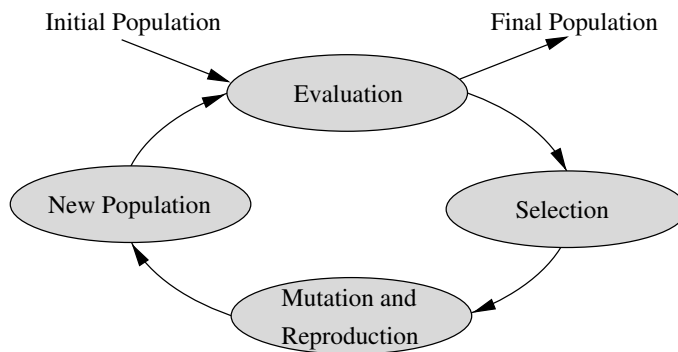 Initial Population
Final Population
Evaluation
New Population
Selection
Mutation and
Reproduction